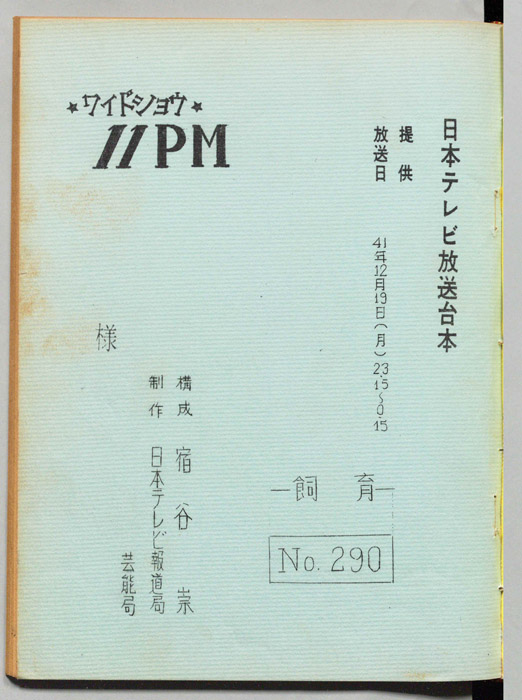 日本テレビ放送台本
提供
放送日 41年12月19日(月)23.15〜0.15
★ワイドショウ★
11PM
―飼育―
No.290
構成 宿谷崇
制作 日本テレビ報道局
芸能局
様